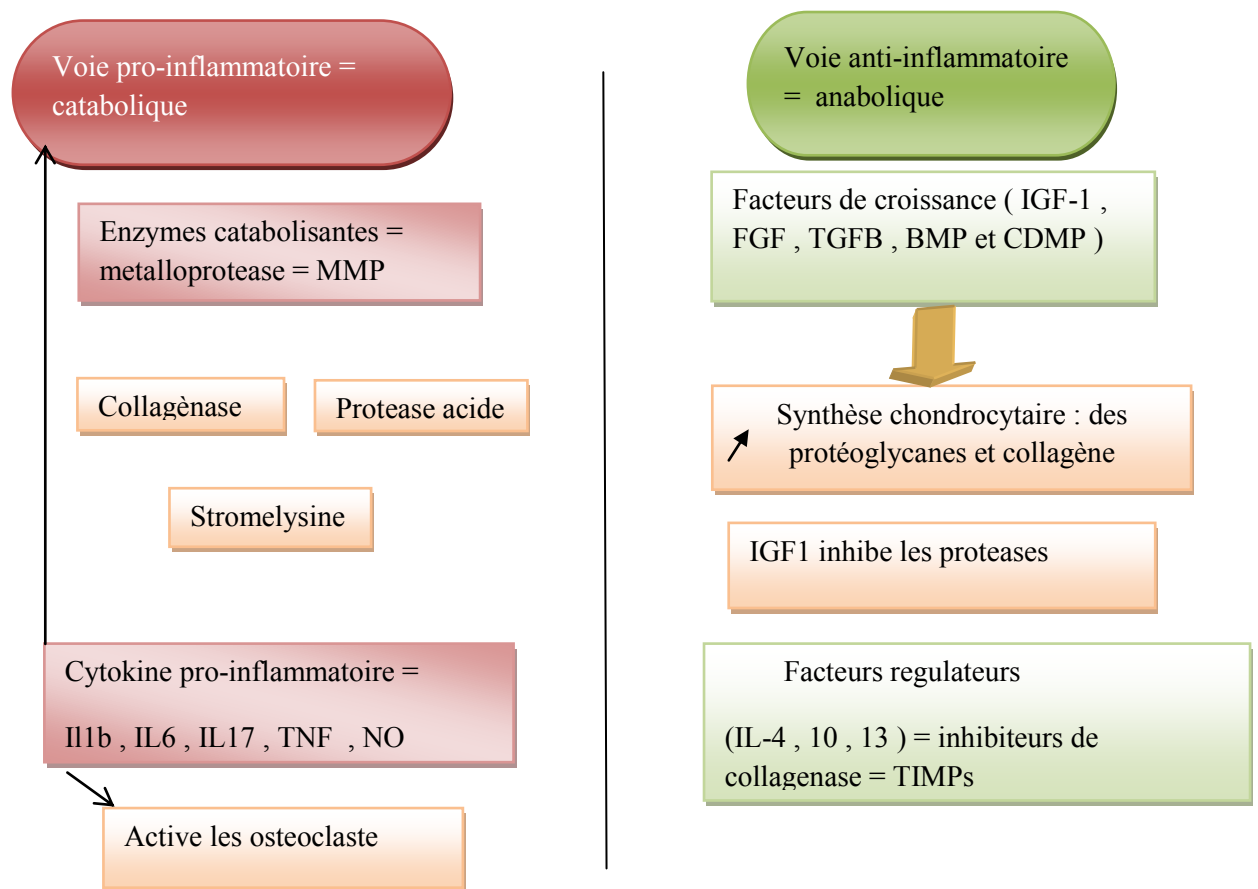 Voie pro-inflammatoire =
catabolique
Enzymes catabolisantes =
metalloprotease = MMP
Collagènase
Protease acide
Stromelysine
Cytokine pro-inflammatoire =
Il1b , IL6 , IL17 , TNF , NO
Active les osteoclaste
Voie anti-inflammatoire
= anabolique
Facteurs de croissance ( IGF-1 ,
FGF , TGFB , BMP et CDMP )
Synthèse chondrocytaire : des
protéoglycanes et collagène
IGF1 inhibe les proteases
Facteurs regulateurs
(IL-4 , 10 , 13 ) = inhibiteurs de
collagenase = TIMPs